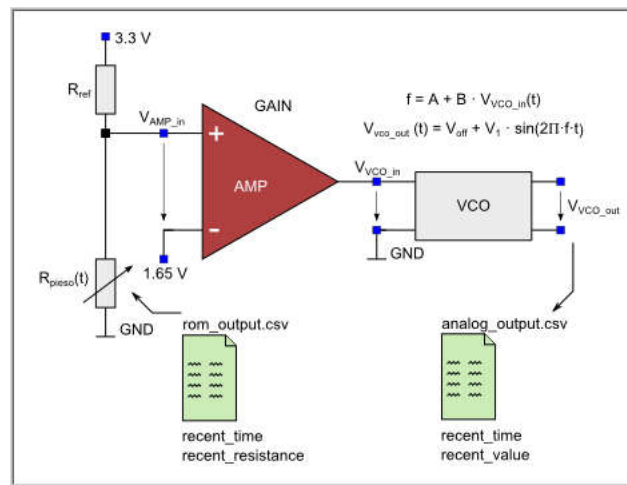 3.3 V
R_ref
V_AMP_in
GAIN
f = A + B · V_VCO_in(t)
V_vco_out (t) = V_off + V_1 · sin(2Π·f·t)
+
AMP
-
V_VCO_in
VCO
V_VCO_out
GND
1.65 V
R_pieso(t)
GND
rom_output.csv
recent_time
recent_resistance
analog_output.csv
recent_time
recent_value